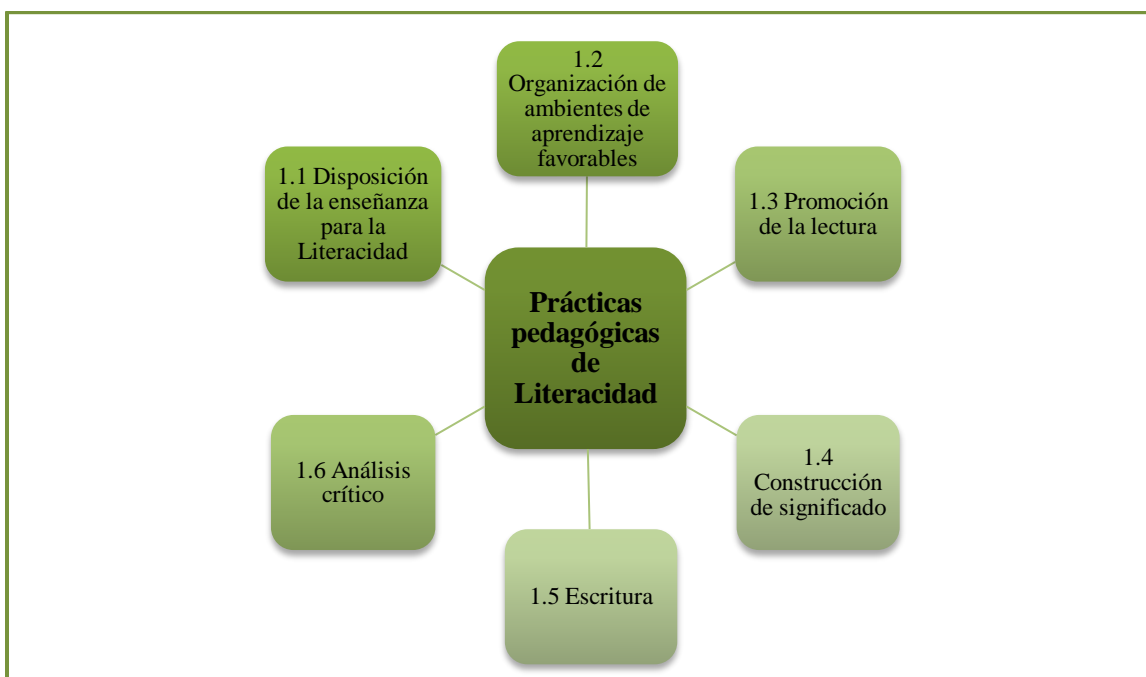 1.2
Organización de
ambientes de
aprendizaje
favorables
1.1 Disposición
de la enseñanza
para la
Literacidad
1.3 Promoción
de la lectura
Prácticas
pedagógicas
de
Literacidad
1.6 Análisis
crítico
1.4
Construcción
de significado
1.5 Escritura